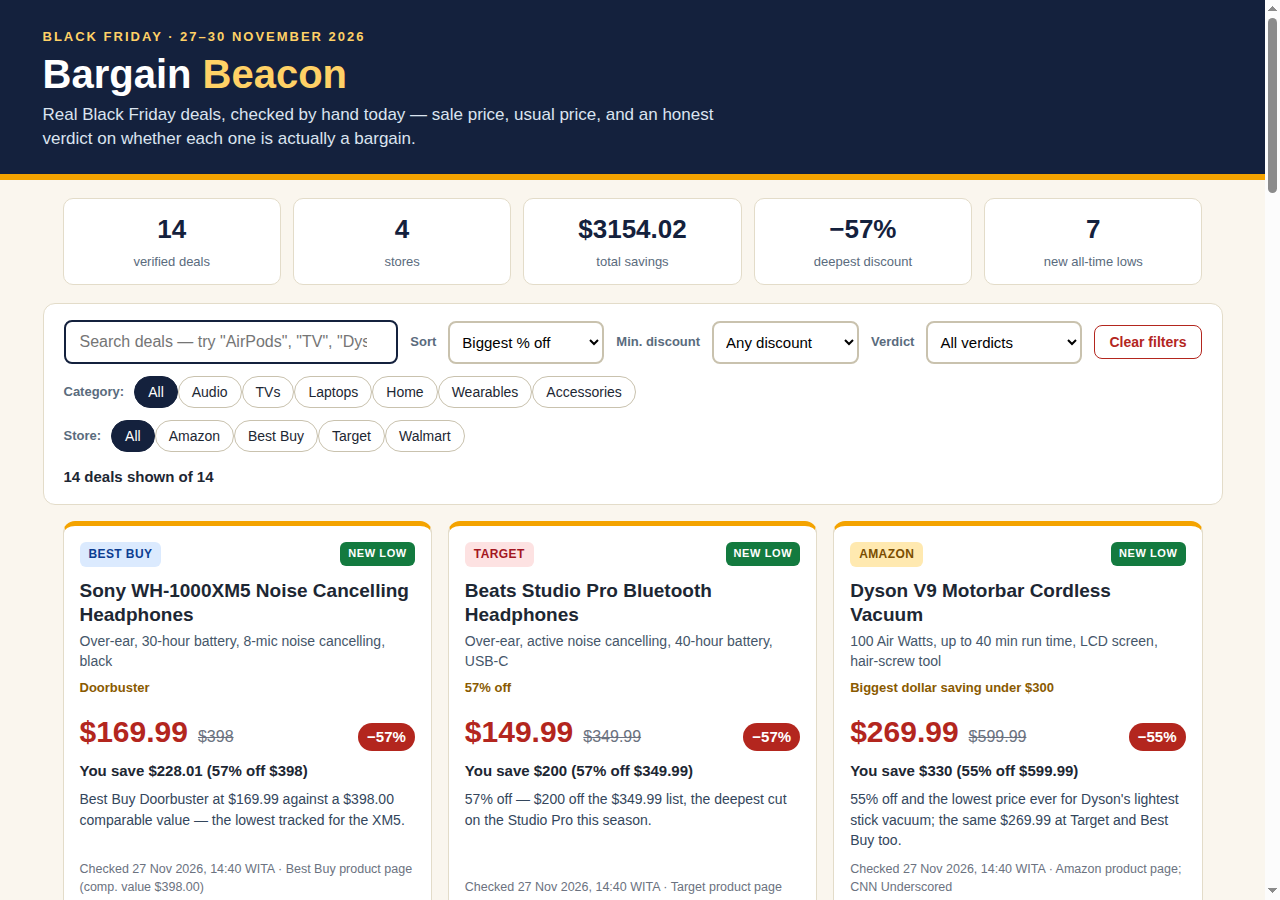 BLACK FRIDAY · 27–30 NOVEMBER 2026
Bargain Beacon
Real Black Friday deals, checked by hand today — sale price, usual price, and an honest
verdict on whether each one is actually a bargain.
14
verified deals
4
stores
$3154.02
total savings
−57%
deepest discount
7
new all-time lows
Search deals — try "AirPods", "TV", "Dys
Sort
Biggest % off
Min. discount
Any discount
Verdict
All verdicts
Clear filters
Category: All Audio TVs Laptops Home Wearables Accessories
Store: All Amazon Best Buy Target Walmart
14 deals shown of 14
BEST BUY
NEW LOW
Sony WH-1000XM5 Noise Cancelling
Headphones
Over-ear, 30-hour battery, 8-mic noise cancelling,
black
Doorbuster
$169.99 $398 −57%
You save $228.01 (57% off $398)
Best Buy Doorbuster at $169.99 against a $398.00
comparable value — the lowest tracked for the XM5.
Checked 27 Nov 2026, 14:40 WITA · Best Buy product page
(comp. value $398.00)
TARGET
NEW LOW
Beats Studio Pro Bluetooth
Headphones
Over-ear, active noise cancelling, 40-hour battery,
USB-C
57% off
$149.99 $349.99 −57%
You save $200 (57% off $349.99)
57% off — $200 off the $349.99 list, the deepest cut
on the Studio Pro this season.
Checked 27 Nov 2026, 14:40 WITA · Target product page
AMAZON
NEW LOW
Dyson V9 Motorbar Cordless
Vacuum
100 Air Watts, up to 40 min run time, LCD screen,
hair-screw tool
Biggest dollar saving under $300
$269.99 $599.99 −55%
You save $330 (55% off $599.99)
55% off and the lowest price ever for Dyson's lightest
stick vacuum; the same $269.99 at Target and Best
Buy too.
Checked 27 Nov 2026, 14:40 WITA · Amazon product page;
CNN Underscored